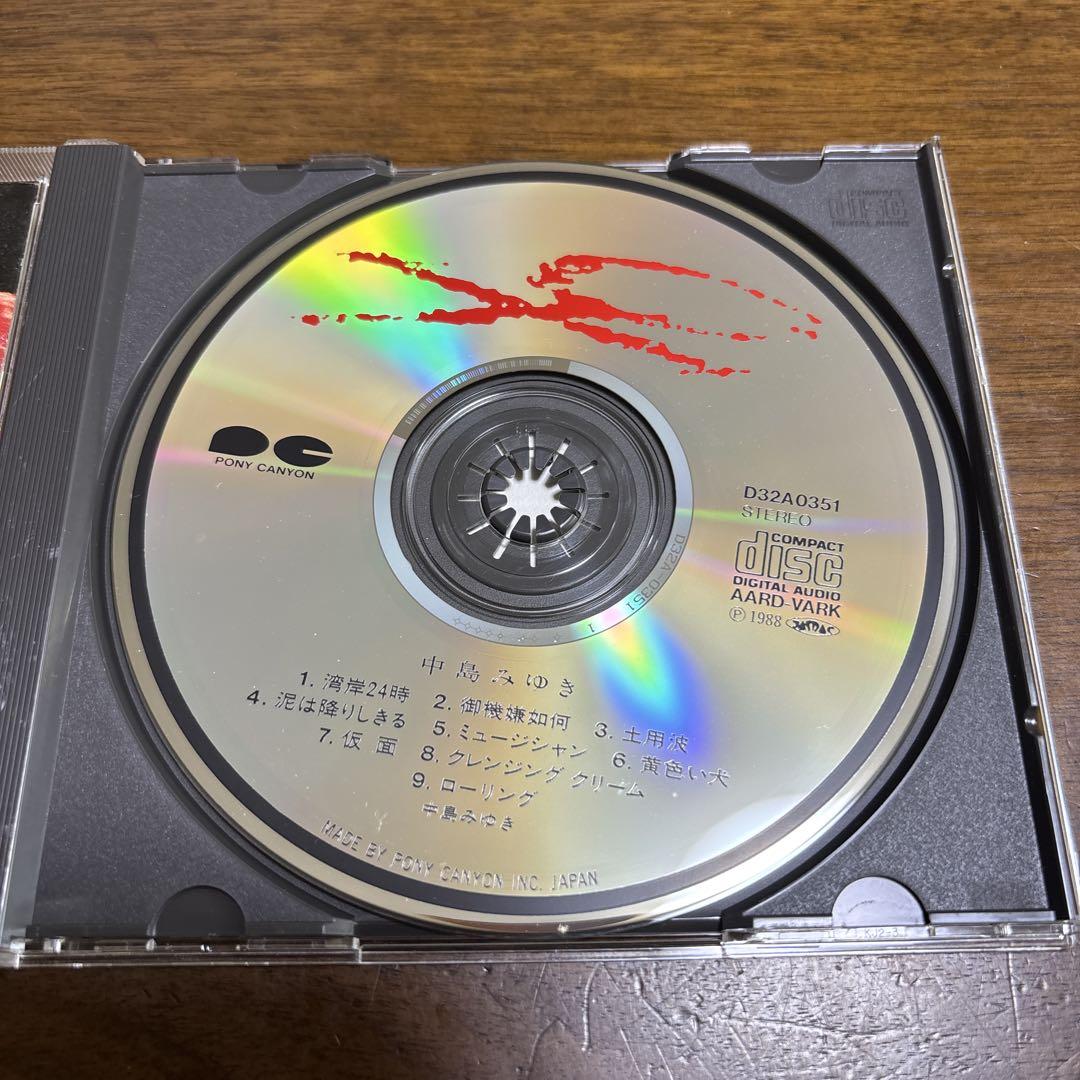 COMPACT
disc
DIGITAL AUDIO
PONY CANYON
D32A0351
STEREO
COMPACT
disc
DIGITAL AUDIO
AARD-VARK
Ⓟ 1988
D32A-0351 1
中島みゆき
1. 湾岸24時 2. 御機嫌如何 3. 土用波
4. 泥は降りしきる 5. ミュージシャン 6. 黄色い犬
7. 仮面 8. クレンジング クリーム
9. ローリング
中島みゆき
MADE BY PONY CANYON INC. JAPAN